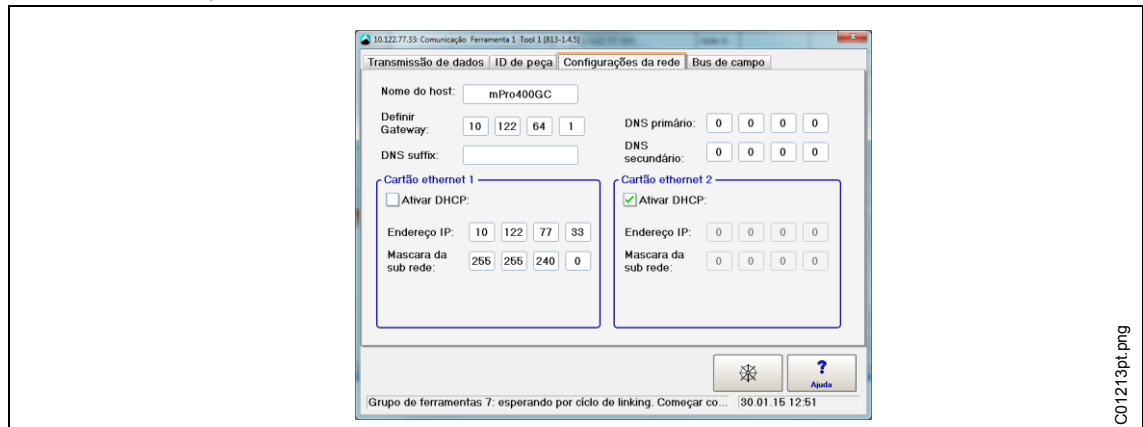 10.122.77.33: Comunicação Ferramenta 1 Tool 1 [813-1.4.5]
Transmissão de dados ID de peça Configurações da rede Bus de campo
Nome do host: mPro400GC
Definir
Gateway: 10 122 64 1
DNS primário: 0 0 0 0
DNS suffix:
DNS
secundário: 0 0 0 0
Cartão ethernet 1
Ativar DHCP:
Endereço IP: 10 122 77 33
Mascara da
sub rede: 255 255 240 0
Cartão ethernet 2
Ativar DHCP:
Endereço IP: 0 0 0 0
Mascara da
sub rede: 0 0 0 0
?
Ajuda
Grupo de ferramentas 7: esperando por cíclo de linking. Começar co... 30.01.15 12:51
C01213pt.png